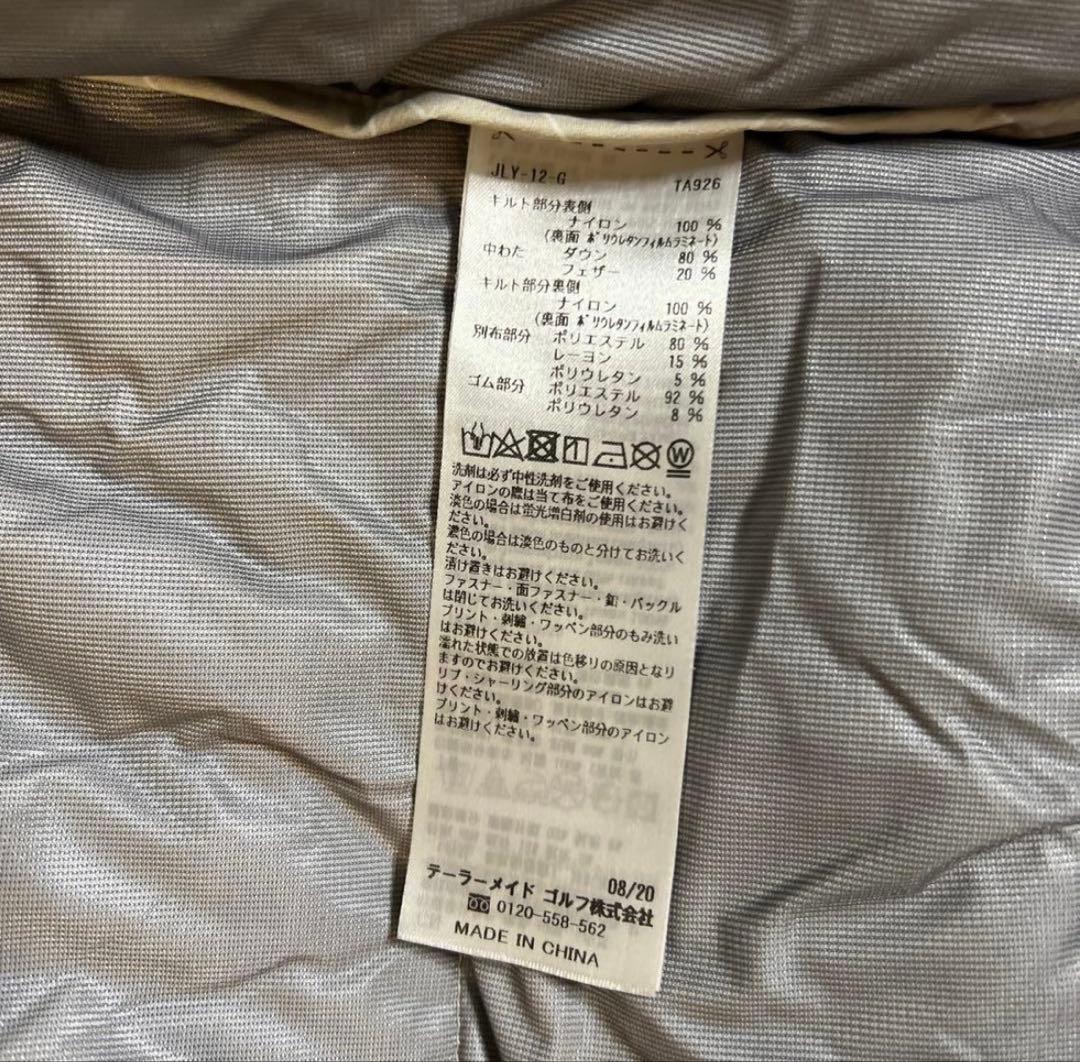 JLY-12-G TA926
キルト部分表側
ナイロン 100 %
(裏面 ポリウレタンフィルムラミネート)
中わた ダウン 80 %
フェザー 20 %
キルト部分裏側
ナイロン 100 %
(裏面 ポリウレタンフィルムラミネート)
別布部分 ポリエステル 80 %
レーヨン 15 %
ポリウレタン 5 %
ゴム部分 ポリエステル 92 %
ポリウレタン 8 %
W
洗剤は必ず中性洗剤をご使用ください。
アイロンの際は当て布をご使用ください。
淡色の場合は蛍光増白剤の使用はお避けく
ださい。
濃色の場合は淡色のものと分けてお洗いく
ださい。
漬け置きはお避けください。
ファスナー・面ファスナー・釦・バックル
は閉じてお洗いください。
プリント・刺繍・ワッペン部分のもみ洗い
はお避けください。
濡れた状態での放置は色移りの原因となり
ますのでお避けください。
リブ・シャーリング部分のアイロンはお避
けください。
プリント・刺繍・ワッペン部分のアイロン
はお避けください。
08/20
テーラーメイド ゴルフ株式会社
0120-558-562
MADE IN CHINA